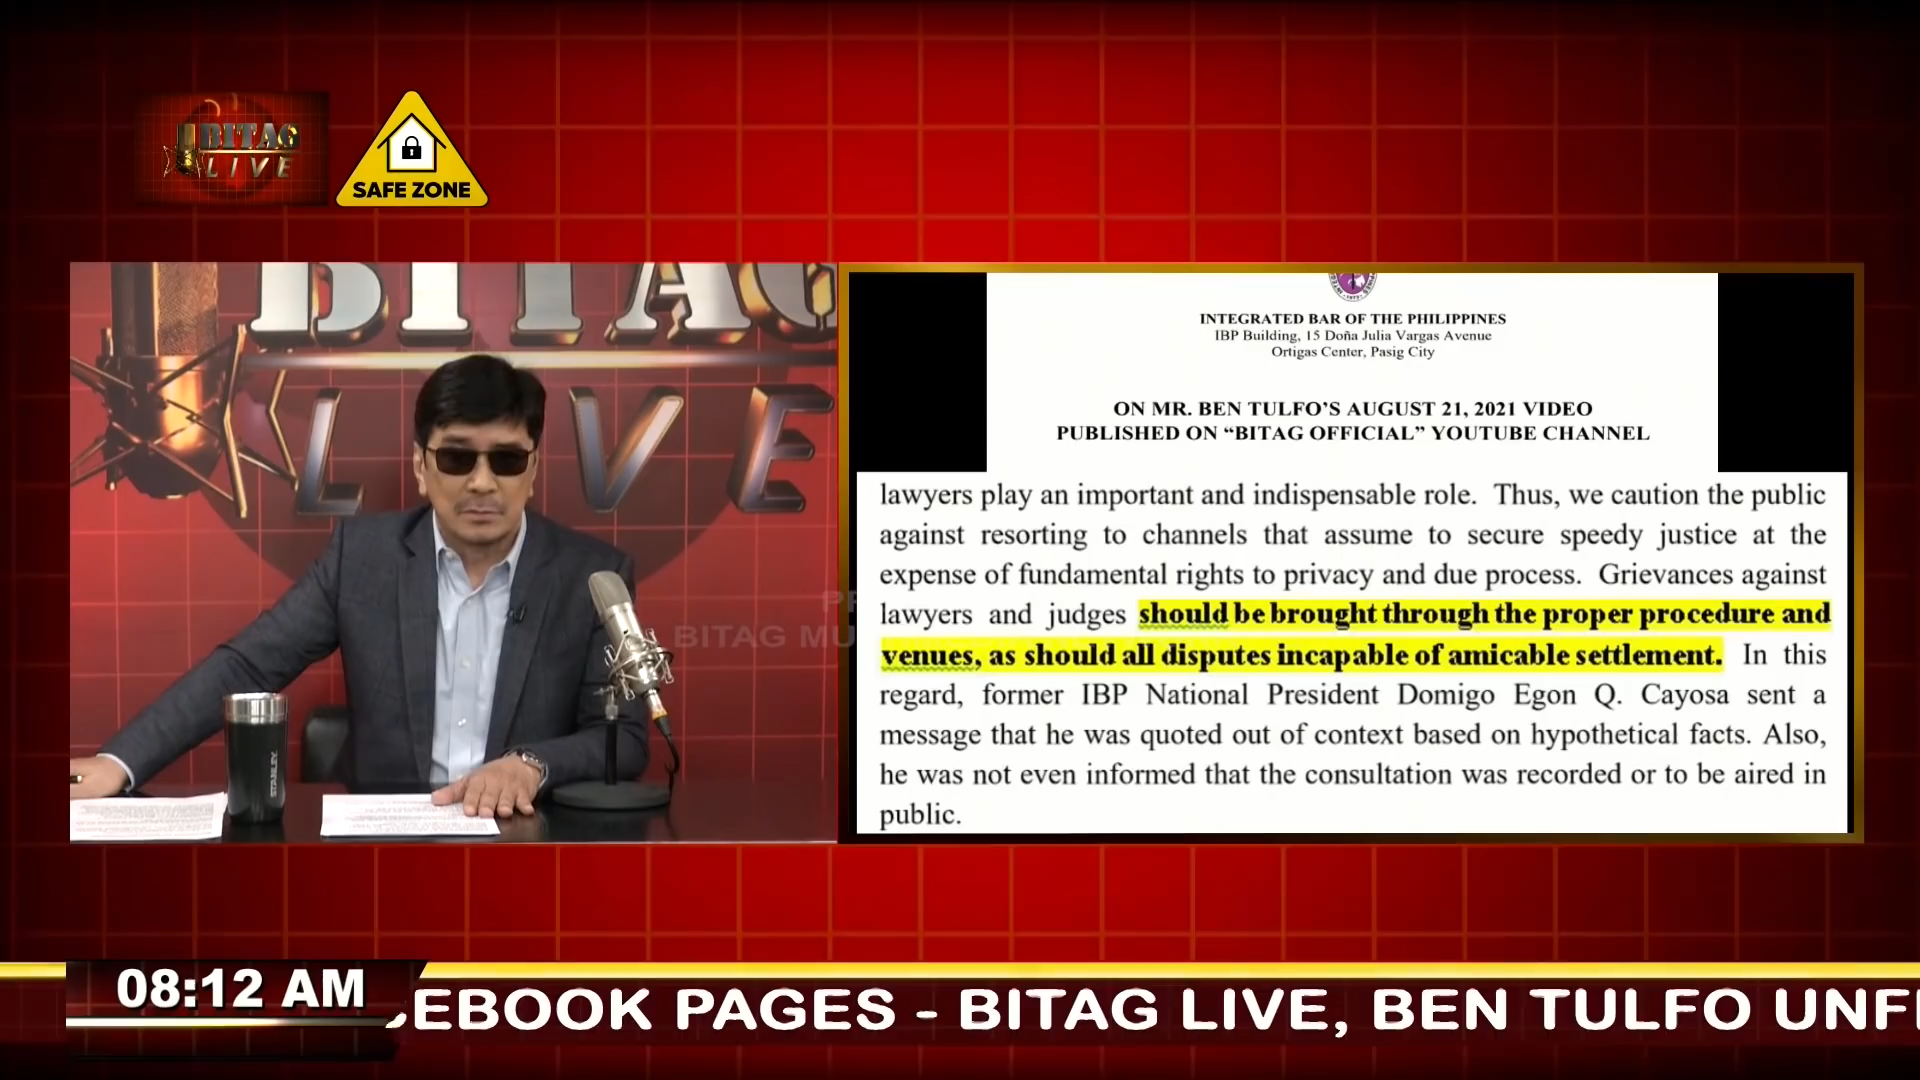 BITAG
LIVE
SAFE ZONE
BITAG
LIVE
STANLEY
BITAG MU
INTEGRATED BAR OF THE PHILIPPINES
IBP Building, 15 Doña Julia Vargas Avenue
Ortigas Center, Pasig City
ON MR. BEN TULFO'S AUGUST 21, 2021 VIDEO
PUBLISHED ON “BITAG OFFICIAL” YOUTUBE CHANNEL
lawyers play an important and indispensable role. Thus, we caution the public
against resorting to channels that assume to secure speedy justice at the
expense of fundamental rights to privacy and due process. Grievances against
lawyers and judges should be brought through the proper procedure and
venues, as should all disputes incapable of amicable settlement. In this
regard, former IBP National President Domigo Egon Q. Cayosa sent a
message that he was quoted out of context based on hypothetical facts. Also,
he was not even informed that the consultation was recorded or to be aired in
public.
08:12 AM
EBOOK PAGES - BITAG LIVE, BEN TULFO UNF